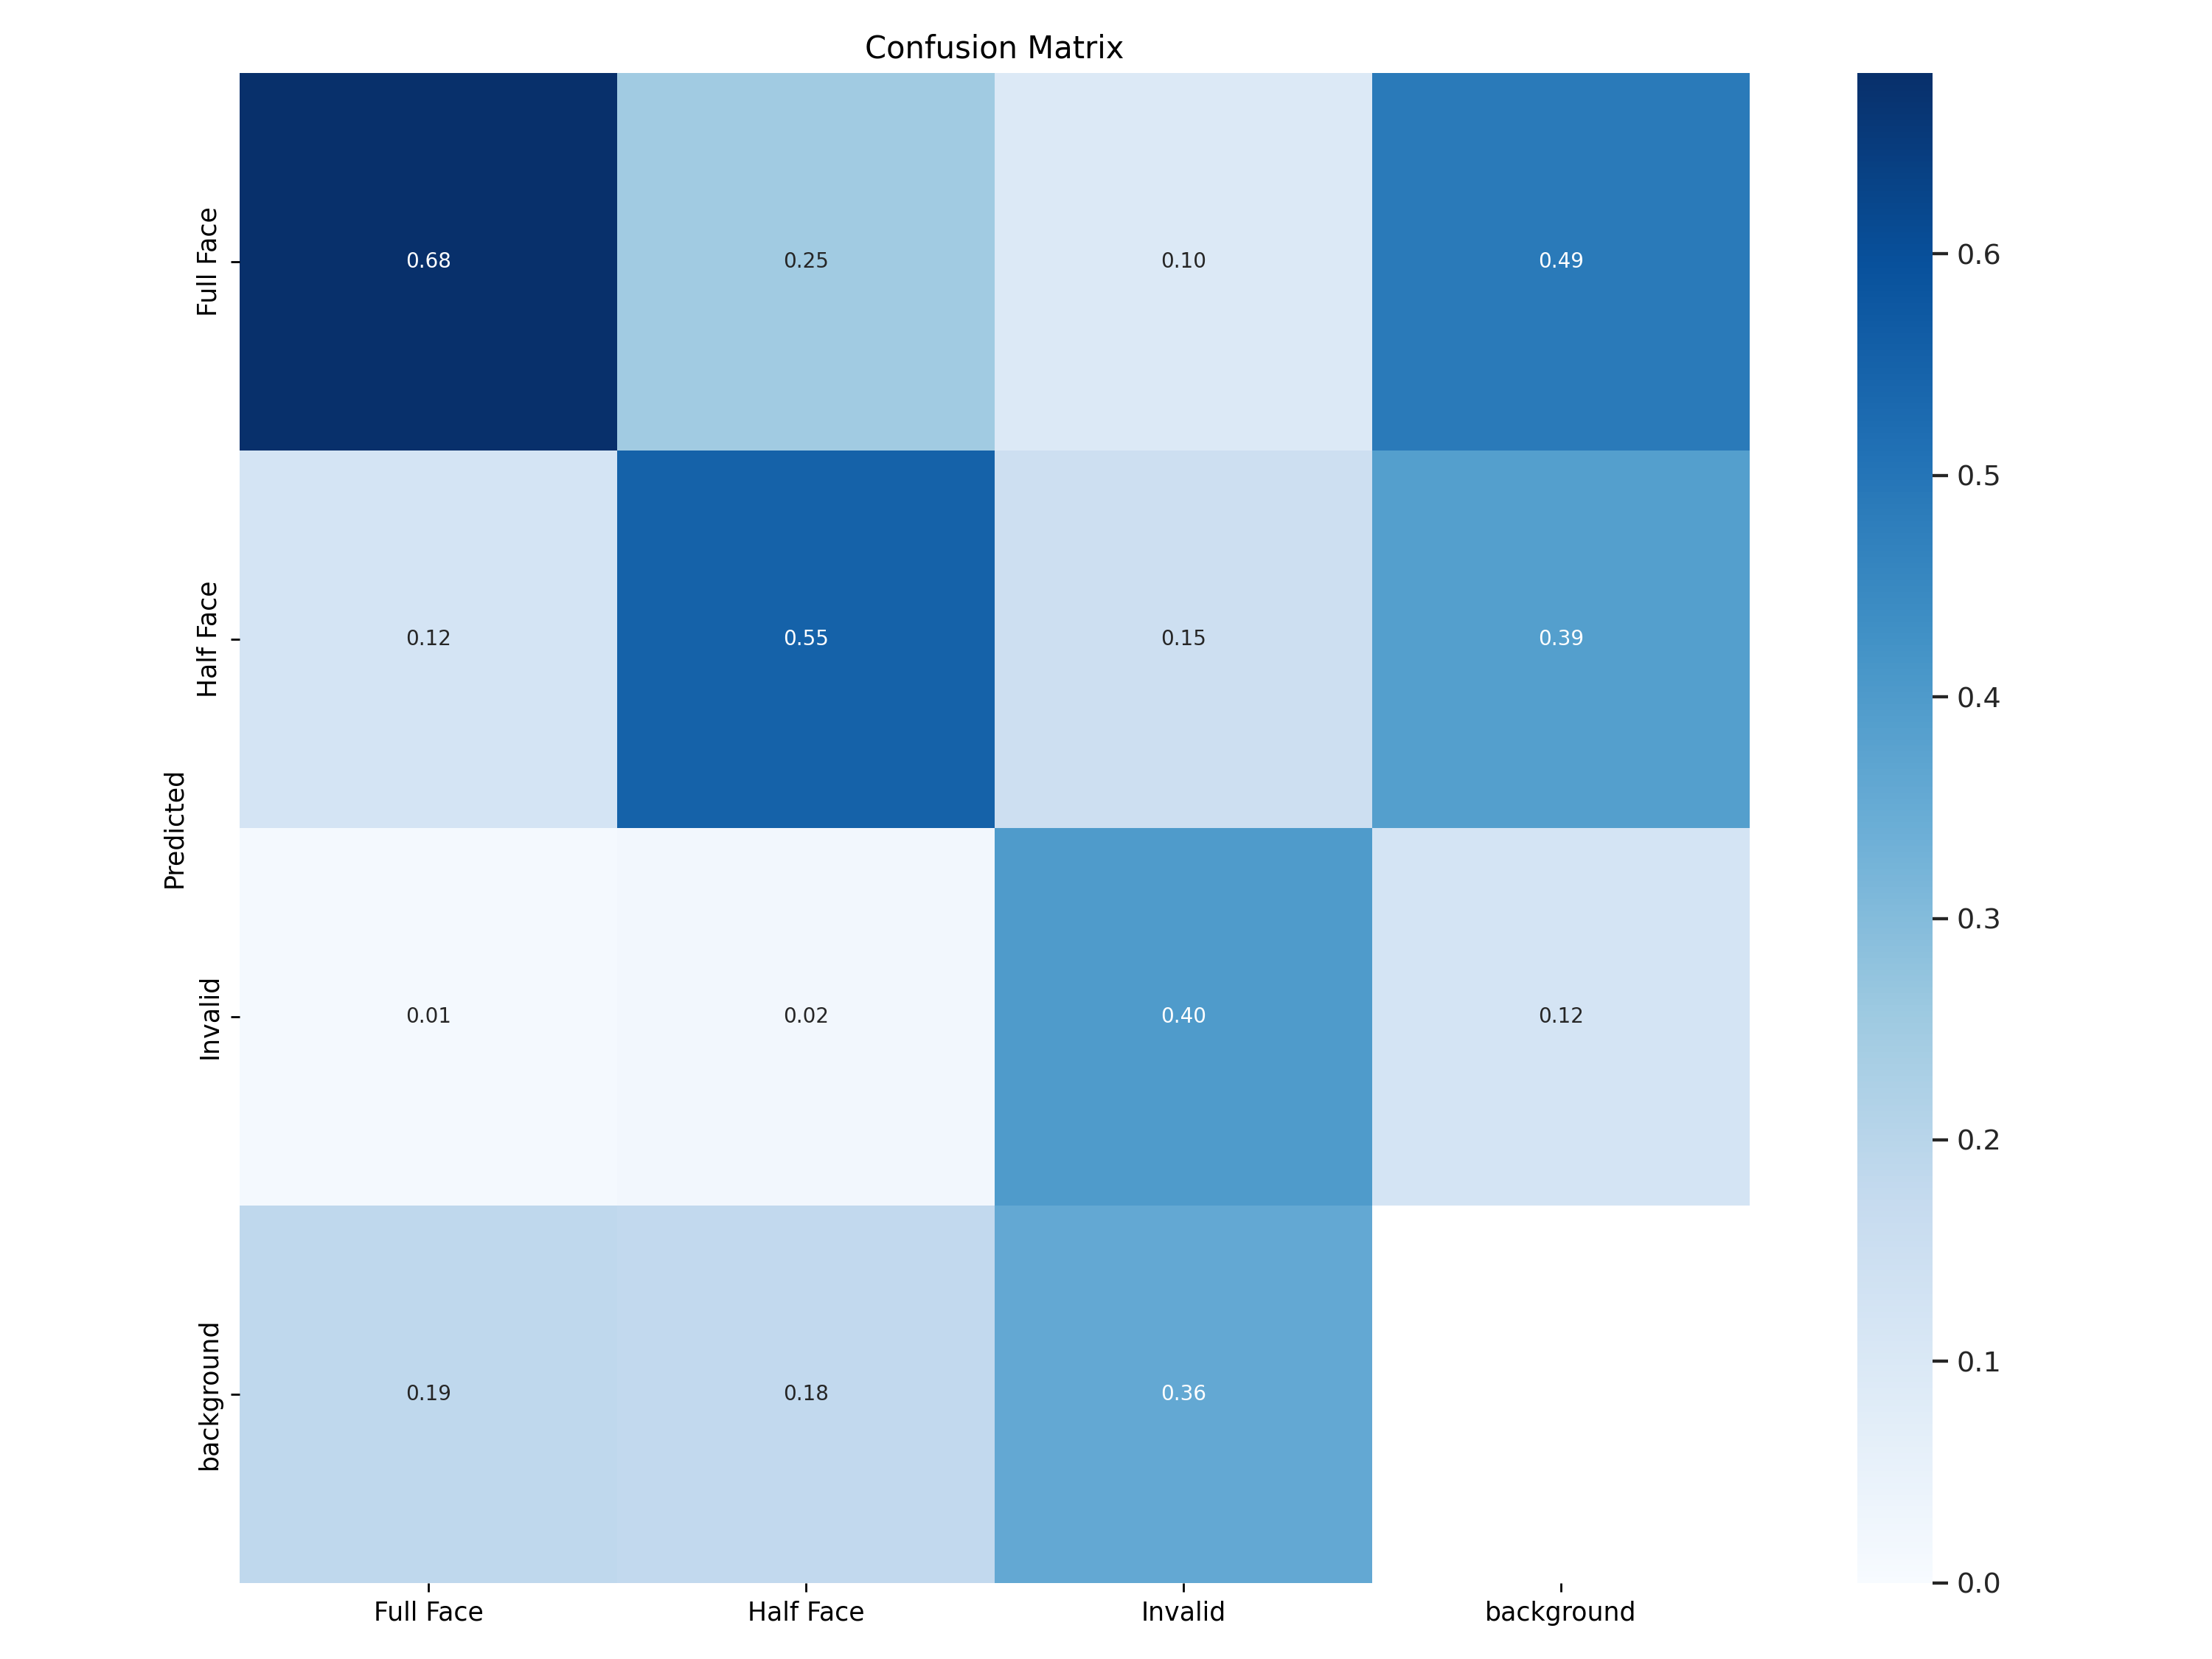 Confusion Matrix
Full Face
0.68
0.25
0.10
0.49
0.6
0.5
Half Face
0.12
0.55
0.15
0.39
0.4
Predicted
0.3
Invalid
0.01
0.02
0.40
0.12
0.2
0.1
background
0.19
0.18
0.36
0.0
Full Face
Half Face
Invalid
background